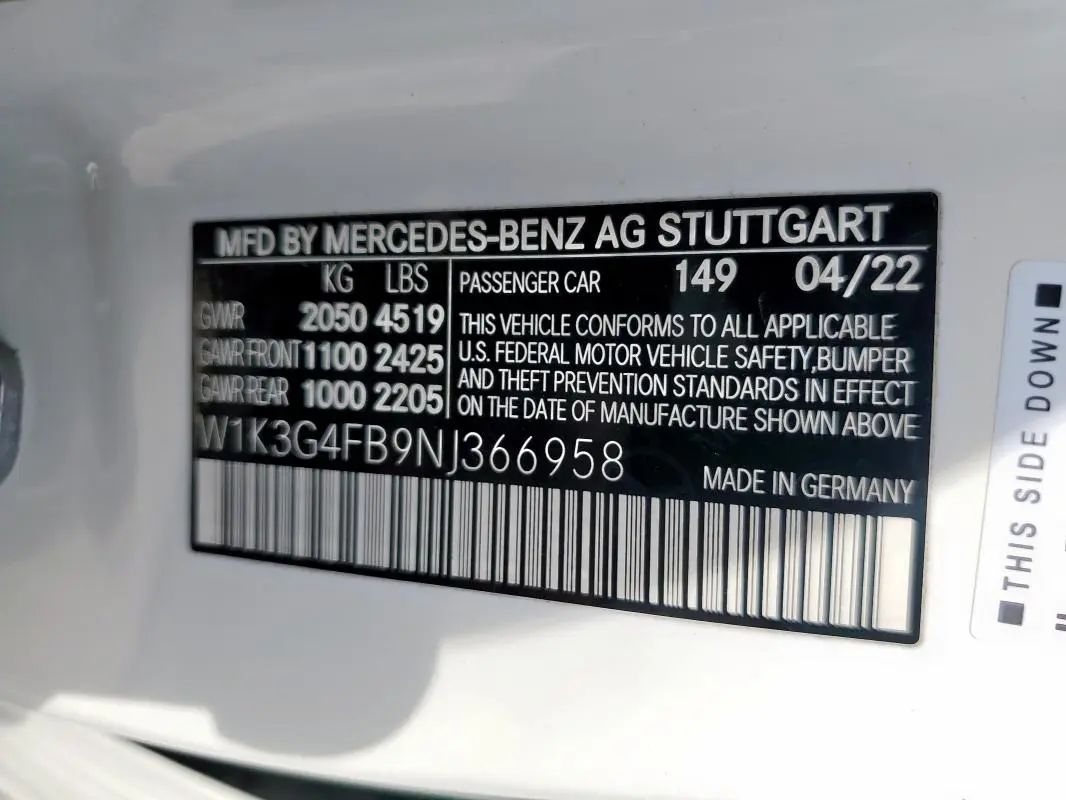 MFD BY MERCEDES-BENZ AG STUTTGART
KG LBS
GVWR 2050 4519
GAWR FRONT 1100 2425
GAWR REAR 1000 2205
PASSENGER CAR 149 04/22
THIS VEHICLE CONFORMS TO ALL APPLICABLE
U.S. FEDERAL MOTOR VEHICLE SAFETY,BUMPER
AND THEFT PREVENTION STANDARDS IN EFFECT
ON THE DATE OF MANUFACTURE SHOWN ABOVE
W1K3G4FB9NJ366958
MADE IN GERMANY
THIS SIDE DOWN